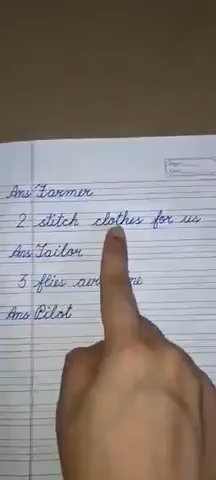 Ans Farmer
2 stitch clothes for us
Ans Tailor
3 flies
Ans Pilot